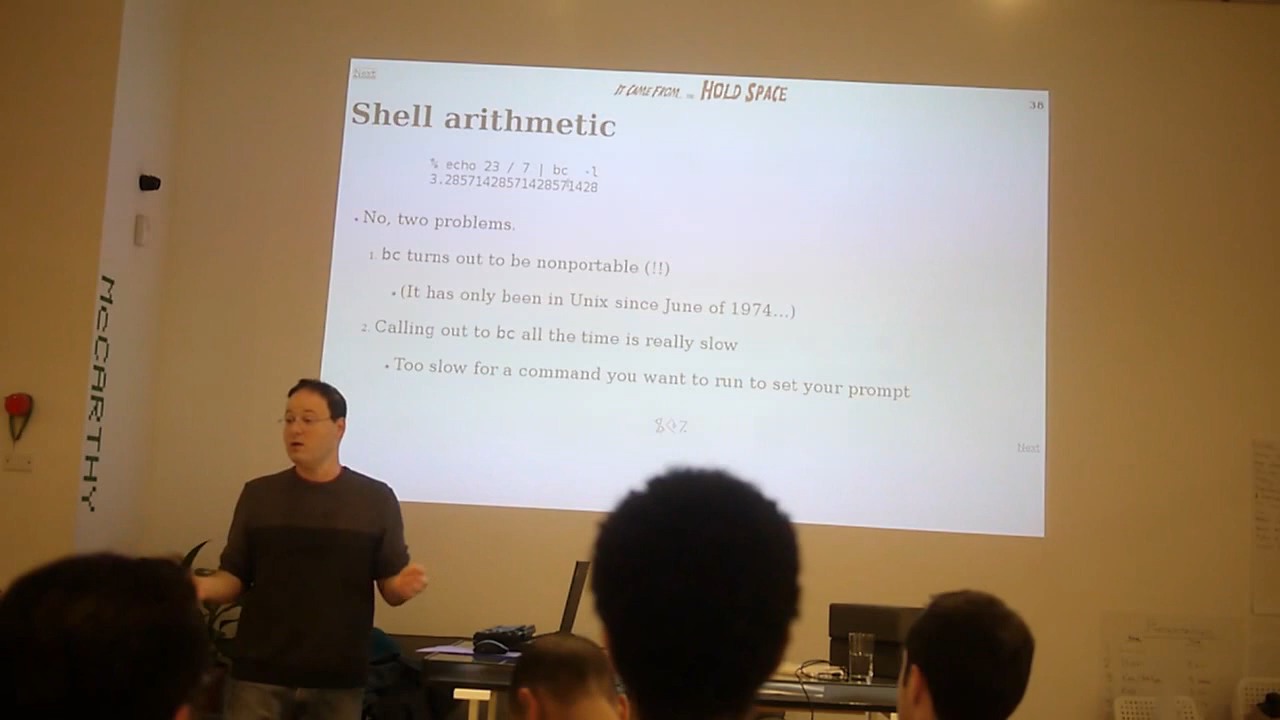 Next
IT CAME FROM... THE HOLD SPACE
38
Shell arithmetic
% echo 23 / 7 | bc -l
3.28571428571428571428
• No, two problems.
1. bc turns out to be nonportable (!!)
• (It has only been in Unix since June of 1974...)
2. Calling out to bc all the time is really slow
• Too slow for a command you want to run to set your prompt
Next
McCARTHY